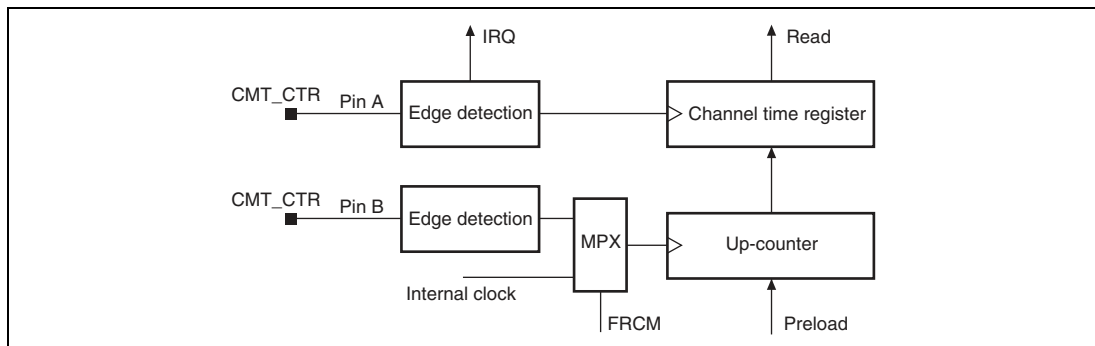 IRQ
Read
CMT_CTR
Pin A
Edge detection
Channel time register
CMT_CTR
Pin B
Edge detection
MPX
Up-counter
Internal clock
FRCM
Preload